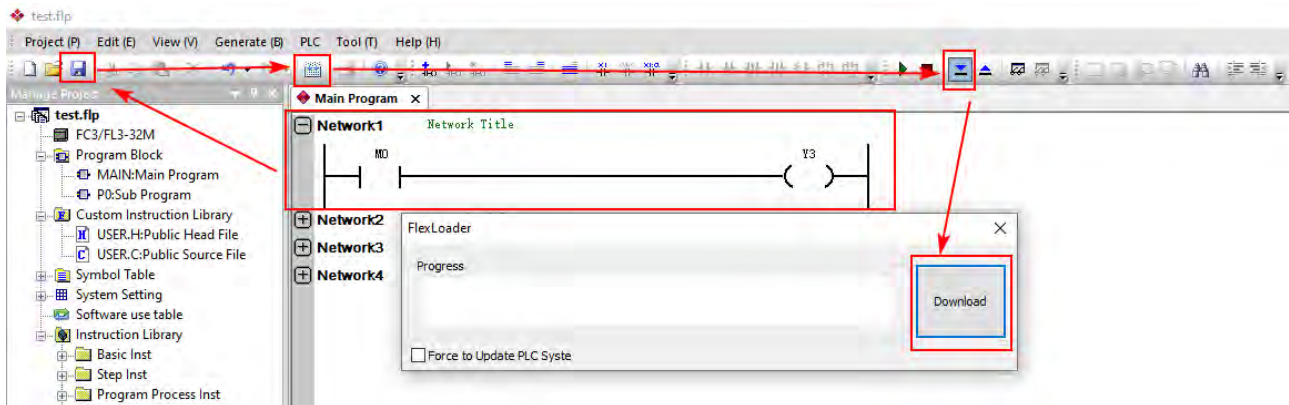 test.flp
Project (P) Edit (E) View (V) Generate (B) PLC Tool (T) Help (H)
Manage Project
Main Program X
test.flp
FC3/FL3-32M
Program Block
MAIN:Main Program
P0:Sub Program
Custom Instruction Library
USER.H:Public Head File
USER.C:Public Source File
Symbol Table
System Setting
Software use table
Instruction Library
Basic Inst
Step Inst
Program Process Inst
Network1 Network Title
M0 Y3
Network2
Network3
Network4
FlexLoader
Progress
Download
Force to Update PLC Syste